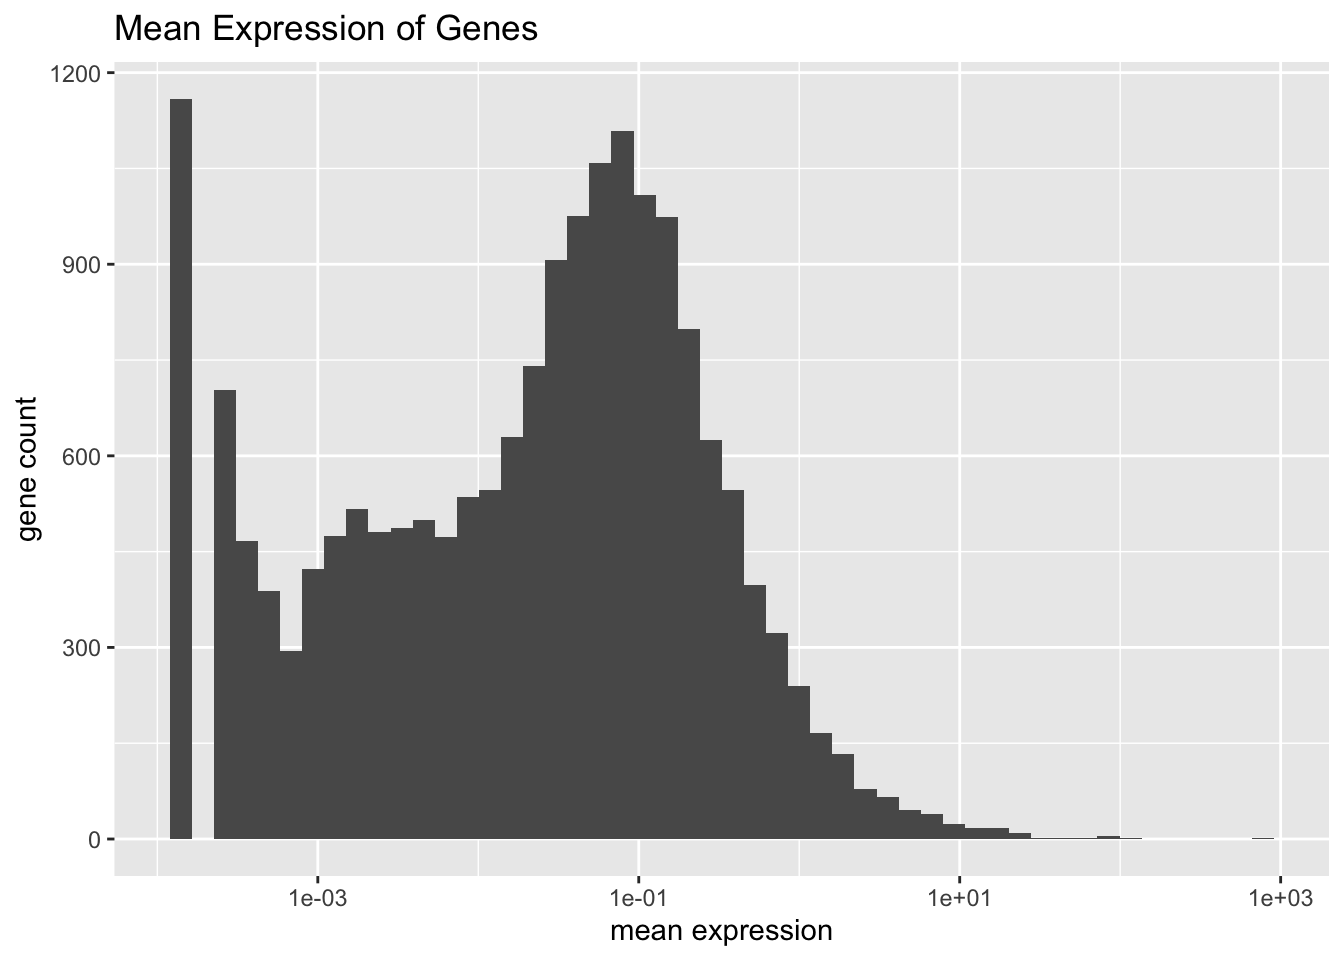 Mean Expression of Genes
1200
900
600
300
0
gene count
1e-03
1e-01
1e+01
1e+03
mean expression